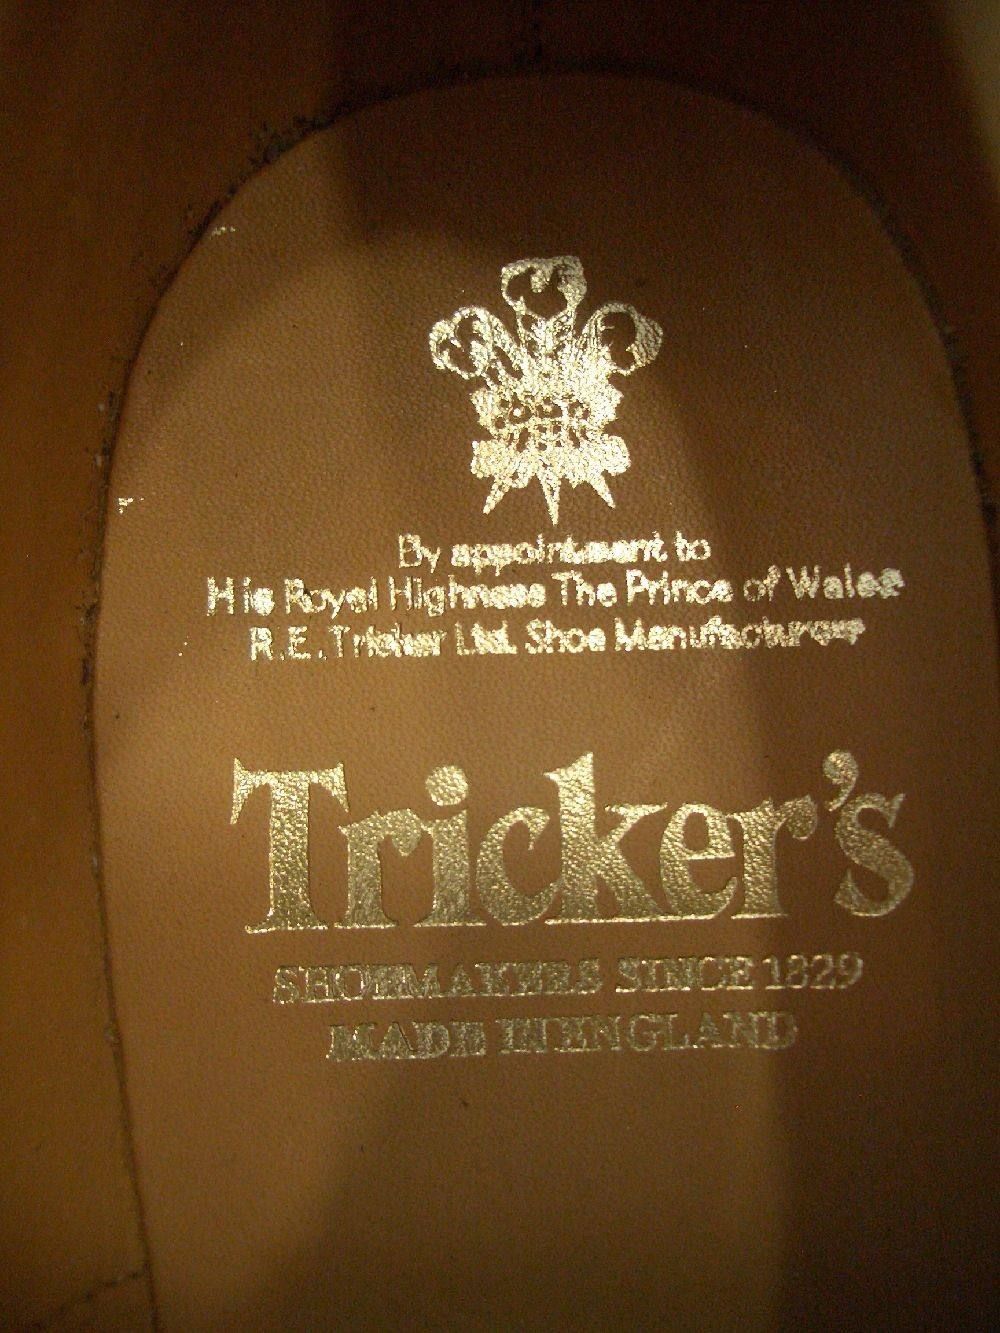 By appointment to
His Royal Highness The Prince of Wales
R.E. Tricker Ltd. Shoe Manufacturers
Tricker's
SHOEMAKERS SINCE 1829
MADE IN ENGLAND